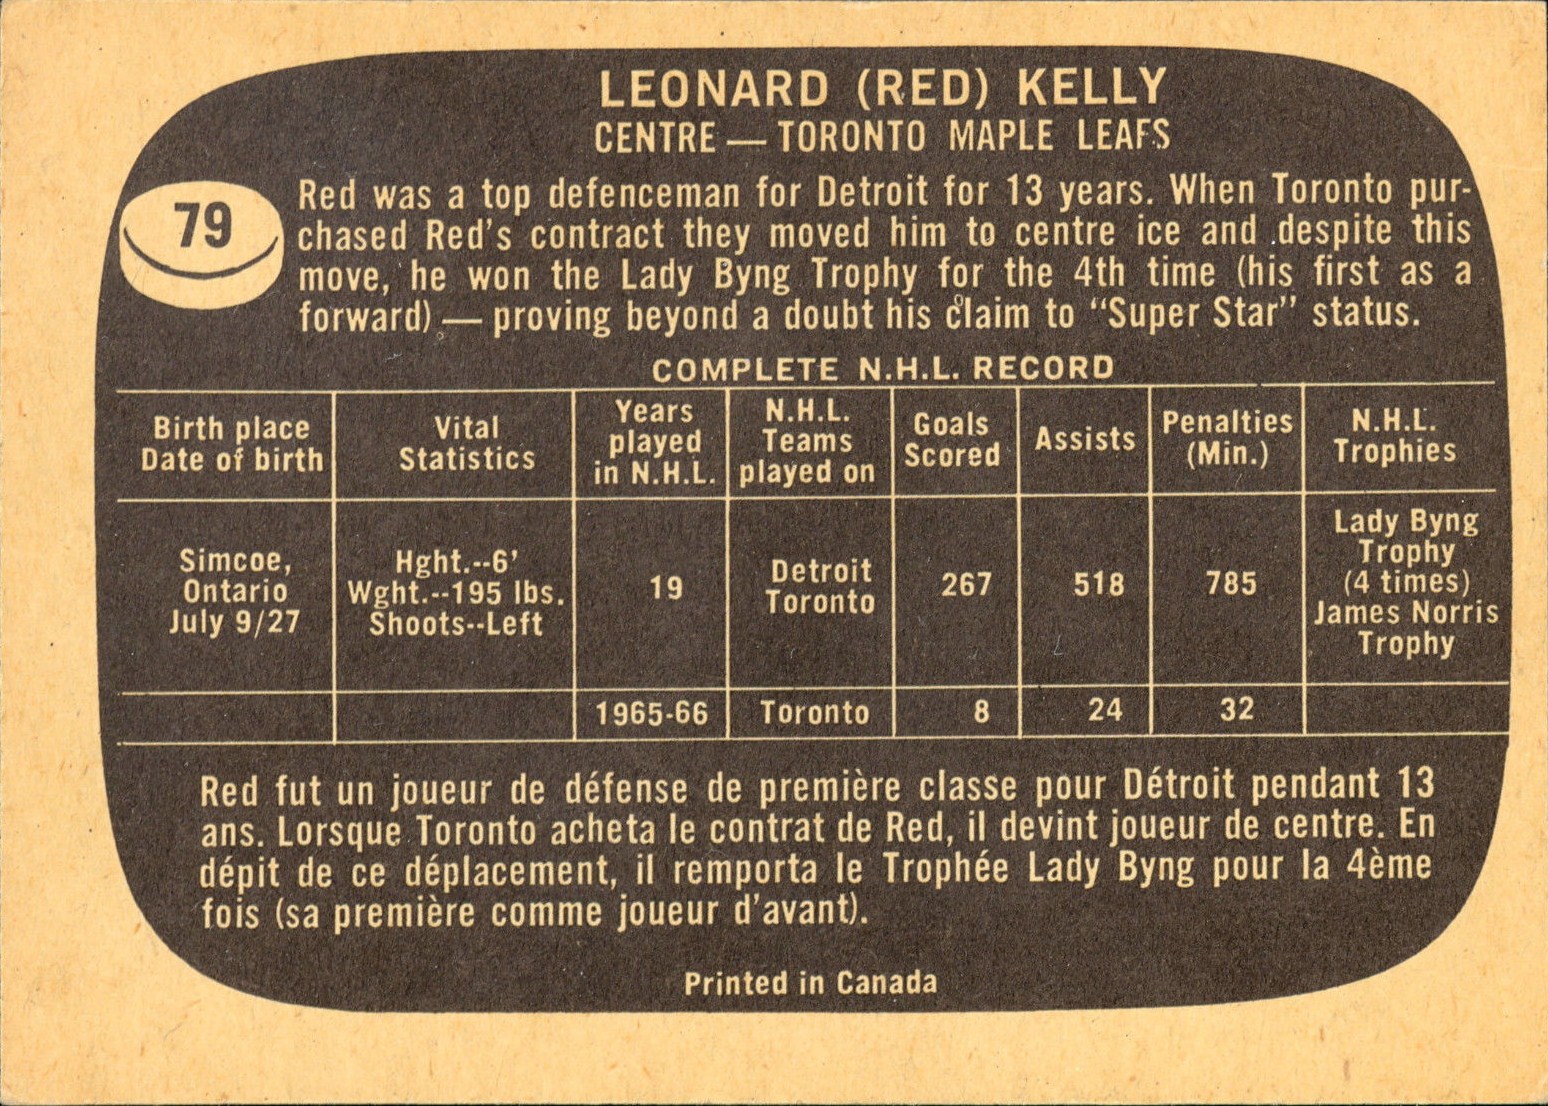 LEONARD (RED) KELLY
CENTRE — TORONTO MAPLE LEAFS
79
Red was a top defenceman for Detroit for 13 years. When Toronto pur-
chased Red's contract they moved him to centre ice and despite this
move, he won the Lady Byng Trophy for the 4th time (his first as a
forward) — proving beyond a doubt his claim to "Super Star" status.
COMPLETE N.H.L. RECORD
Birth place
Date of birth
Vital
Statistics
Years
played
in N.H.L.
N.H.L.
Teams
played on
Goals
Scored
Assists
Penalties
(Min.)
N.H.L.
Trophies
Simcoe,
Ontario
July 9/27
Hght.--6'
Wght.--195 lbs.
Shoots--Left
19
Detroit
Toronto
267
518
785
Lady Byng
Trophy
(4 times)
James Norris
Trophy
1965-66
Toronto
8
24
32
Red fut un joueur de défense de première classe pour Détroit pendant 13
ans. Lorsque Toronto acheta le contrat de Red, il devint joueur de centre. En
dépit de ce déplacement, il remporta le Trophée Lady Byng pour la 4ème
fois (sa première comme joueur d'avant).
Printed in Canada